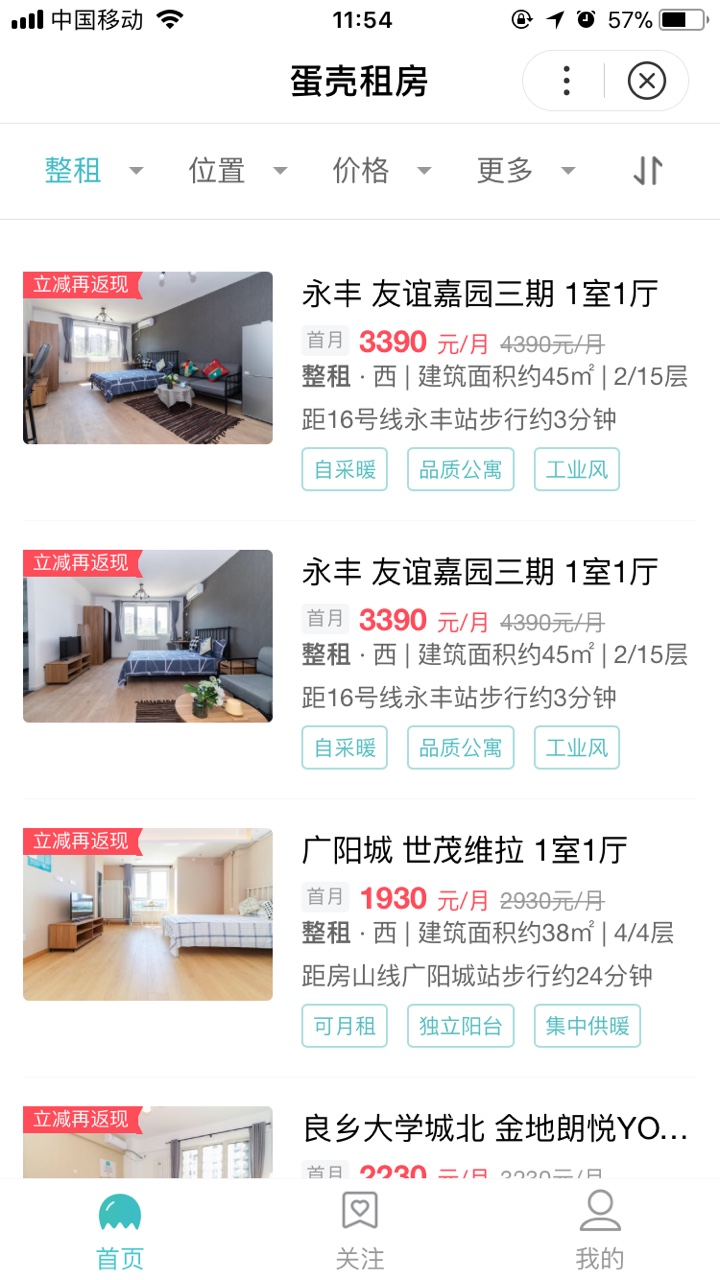 中国移动 11:54 57%
蛋壳租房
整租 位置 价格 更多
立减再返现
永丰 友谊嘉园三期 1室1厅
首月 3390 元/月 4390元/月
整租 · 西 | 建筑面积约45㎡ | 2/15层
距16号线永丰站步行约3分钟
自采暖 品质公寓 工业风
立减再返现
永丰 友谊嘉园三期 1室1厅
首月 3390 元/月 4390元/月
整租 · 西 | 建筑面积约45㎡ | 2/15层
距16号线永丰站步行约3分钟
自采暖 品质公寓 工业风
立减再返现
广阳城 世茂维拉 1室1厅
首月 1930 元/月 2930元/月
整租 · 西 | 建筑面积约38㎡ | 4/4层
距房山线广阳城站步行约24分钟
可月租 独立阳台 集中供暖
立减再返现
良乡大学城北 金地朗悦YO...
首月 2230 元/月 3230元/月
首页 关注 我的